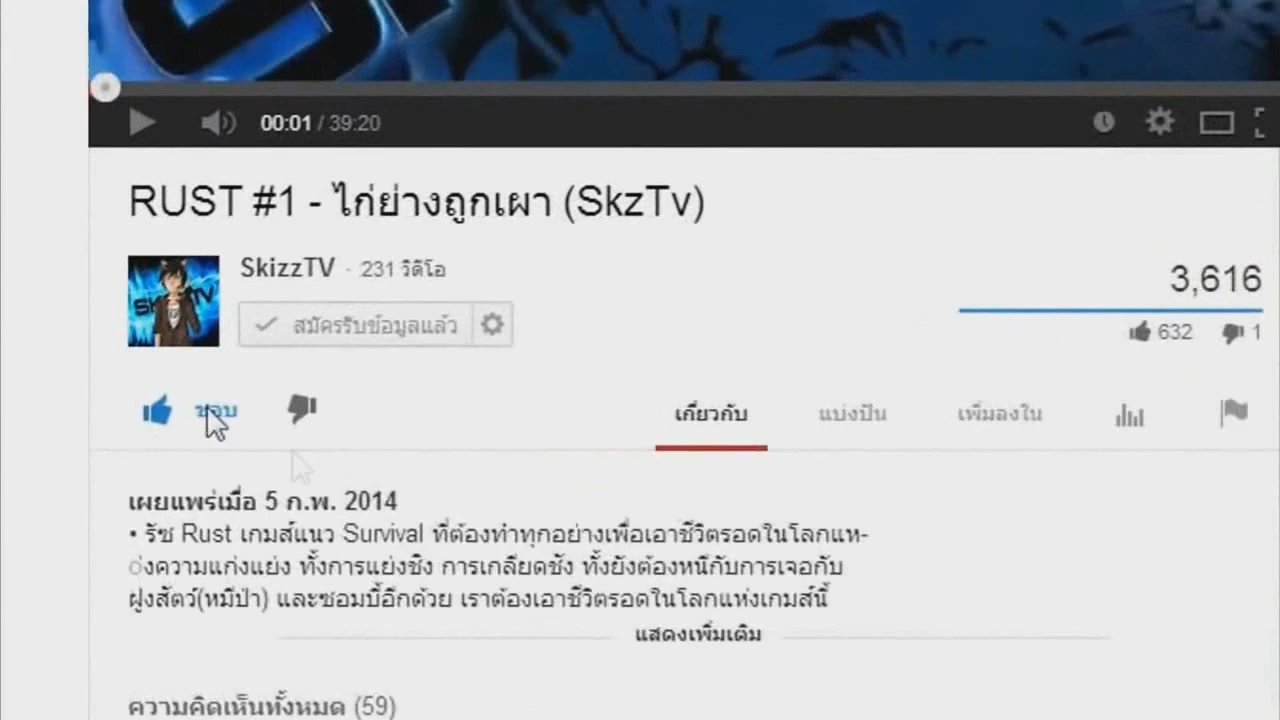 00:01 / 39:20
RUST #1 - ไก่ย่างถูกเผา (SkzTv)
SkizzTV · 231 วิดีโอ
สมัครรับข้อมูลแล้ว
3,616
632 1
ชอบ
เกี่ยวกับ แบ่งปัน เพิ่มลงใน
เผยแพร่เมื่อ 5 ก.พ. 2014
• รัช Rust เกมส์แนว Survival ที่ต้องทำทุกอย่างเพื่อเอาชีวิตรอดในโลกแห-
่งความแก่งแย่ง ทั้งการแย่งชิง การเกลียดชัง ทั้งยังต้องหนีกับการเจอกับ
ฝูงสัตว์(หมีป่า) และซอมบี้อีกด้วย เราต้องเอาชีวิตรอดในโลกแห่งเกมส์นี้
แสดงเพิ่มเติม
ความคิดเห็นทั้งหมด (59)